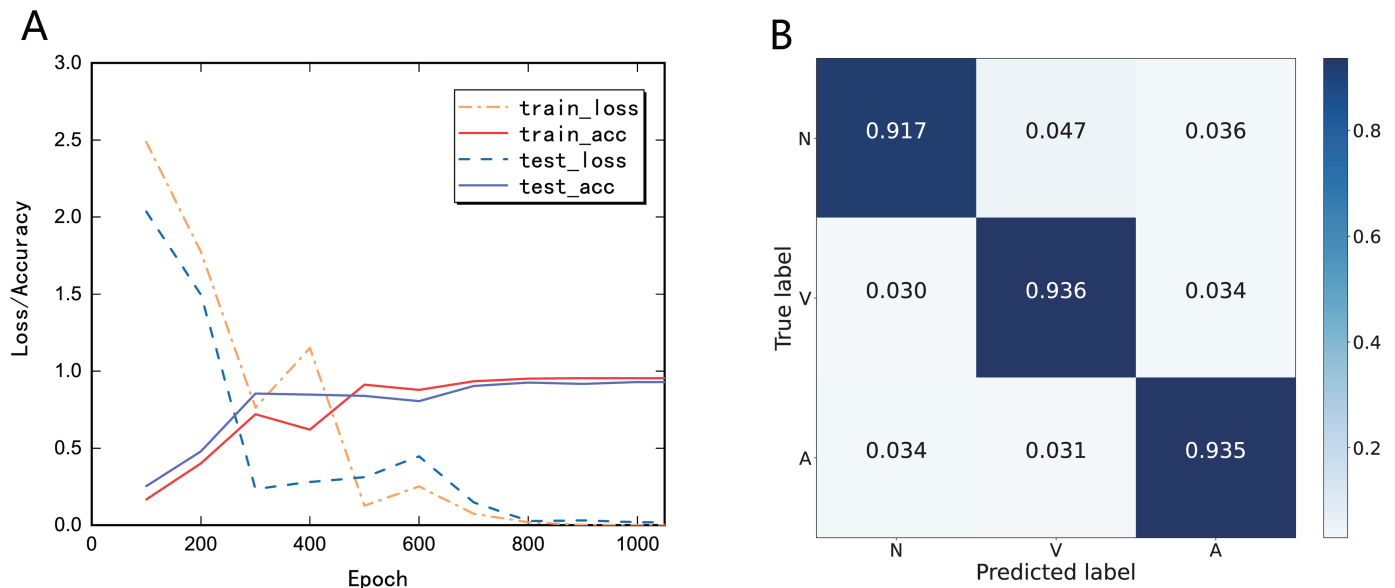 A
3.0
2.5
2.0
1.5
1.0
0.5
0.0
Loss/Accuracy
0
200
400
600
800
1000
Epoch
train_loss
train_acc
test_loss
test_acc
B
True label
N
0.917
0.047
0.036
V
0.030
0.936
0.034
A
0.034
0.031
0.935
N
V
A
Predicted label
0.8
0.6
0.4
0.2